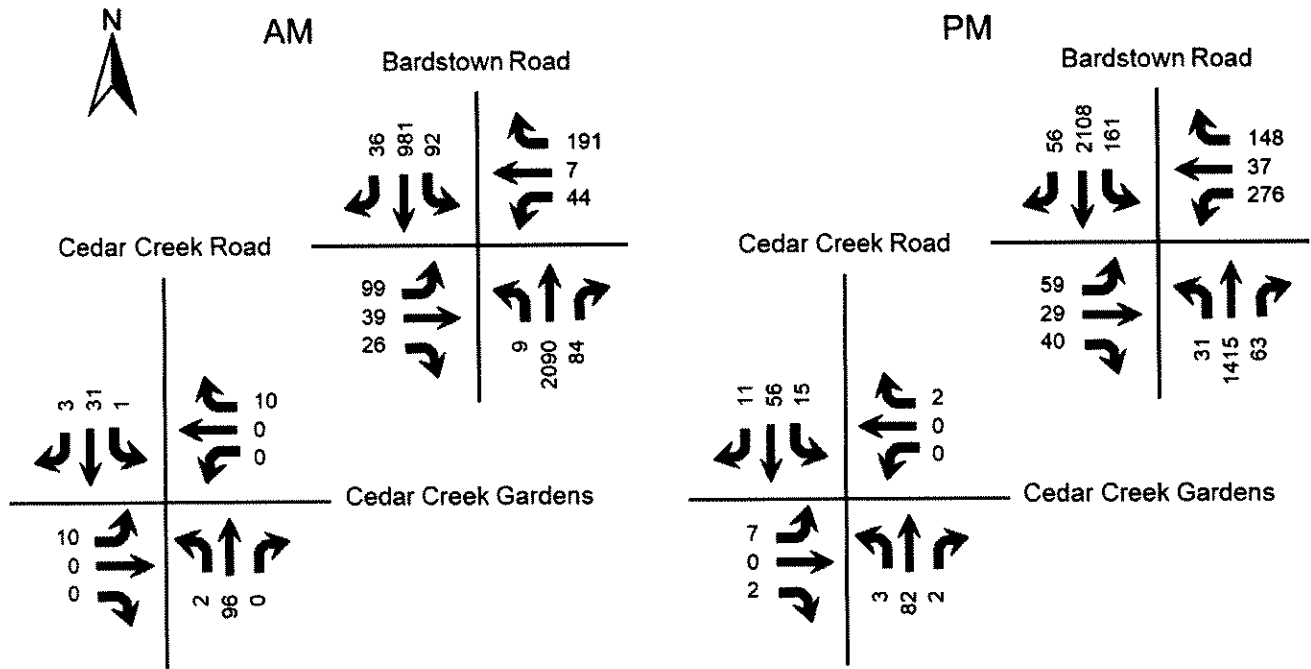 N
AM
Bardstown Road
36 981 92
191
7
44
Cedar Creek Road
99
39
26
9 2090 84
3 31 1
10
0
0
Cedar Creek Gardens
10
0
0
2 96 0
PM
Bardstown Road
56 2108 161
148
37
276
Cedar Creek Road
59
29
40
31 1415 63
11 56 15
2
0
0
Cedar Creek Gardens
7
0
2
3 82 2